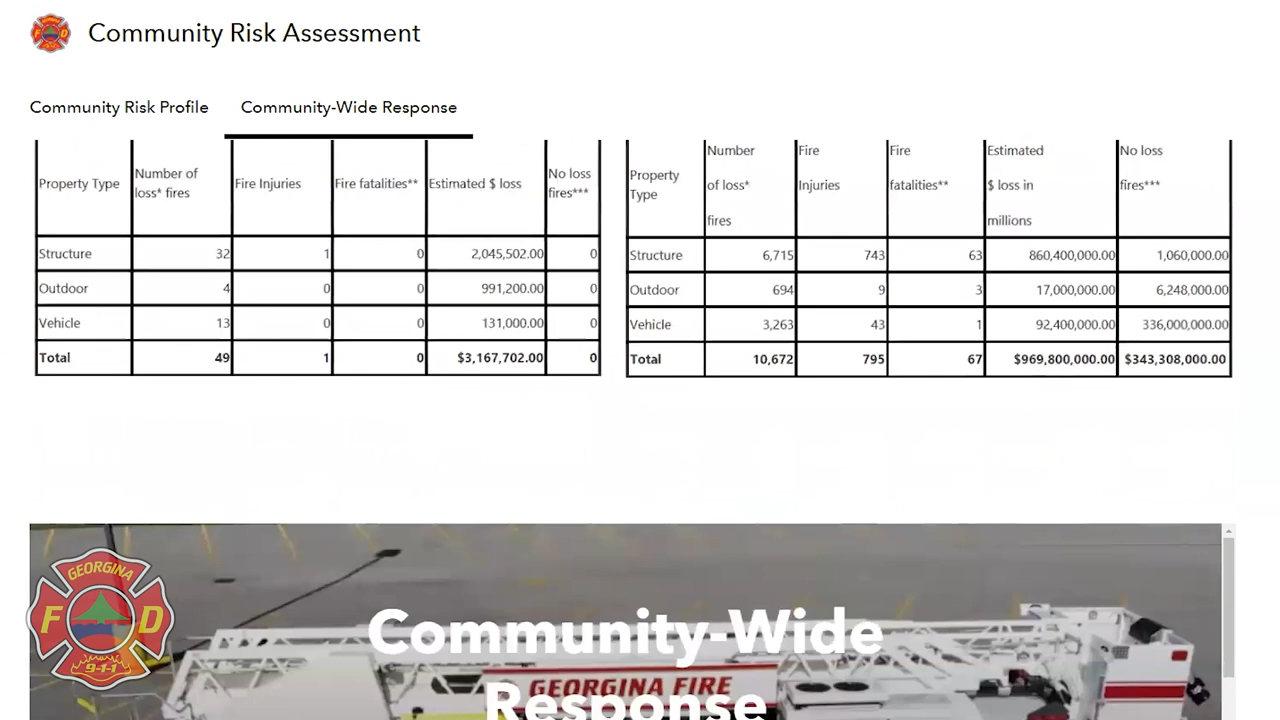 Community Risk Assessment
Community Risk Profile
Community-Wide Response
Property Type
Number of
loss* fires
Fire Injuries
Fire fatalities**
Estimated $ loss
No loss
fires***
Structure 32 1 0 2,045,502.00 0
Outdoor 4 0 0 991,200.00 0
Vehicle 13 0 0 131,000.00 0
Total 49 1 0 $3,167,702.00 0
Property
Type
Number
of loss*
fires
Fire
Injuries
Fire
fatalities**
Estimated
$ loss in
millions
No loss
fires***
Structure 6,715 743 63 860,400,000.00 1,060,000.00
Outdoor 694 9 3 17,000,000.00 6,248,000.00
Vehicle 3,263 43 1 92,400,000.00 336,000,000.00
Total 10,672 795 67 $969,800,000.00 $343,308,000.00
GEORGINA
F D
9-1-1
Community-Wide
Response
GEORGINA FIRE